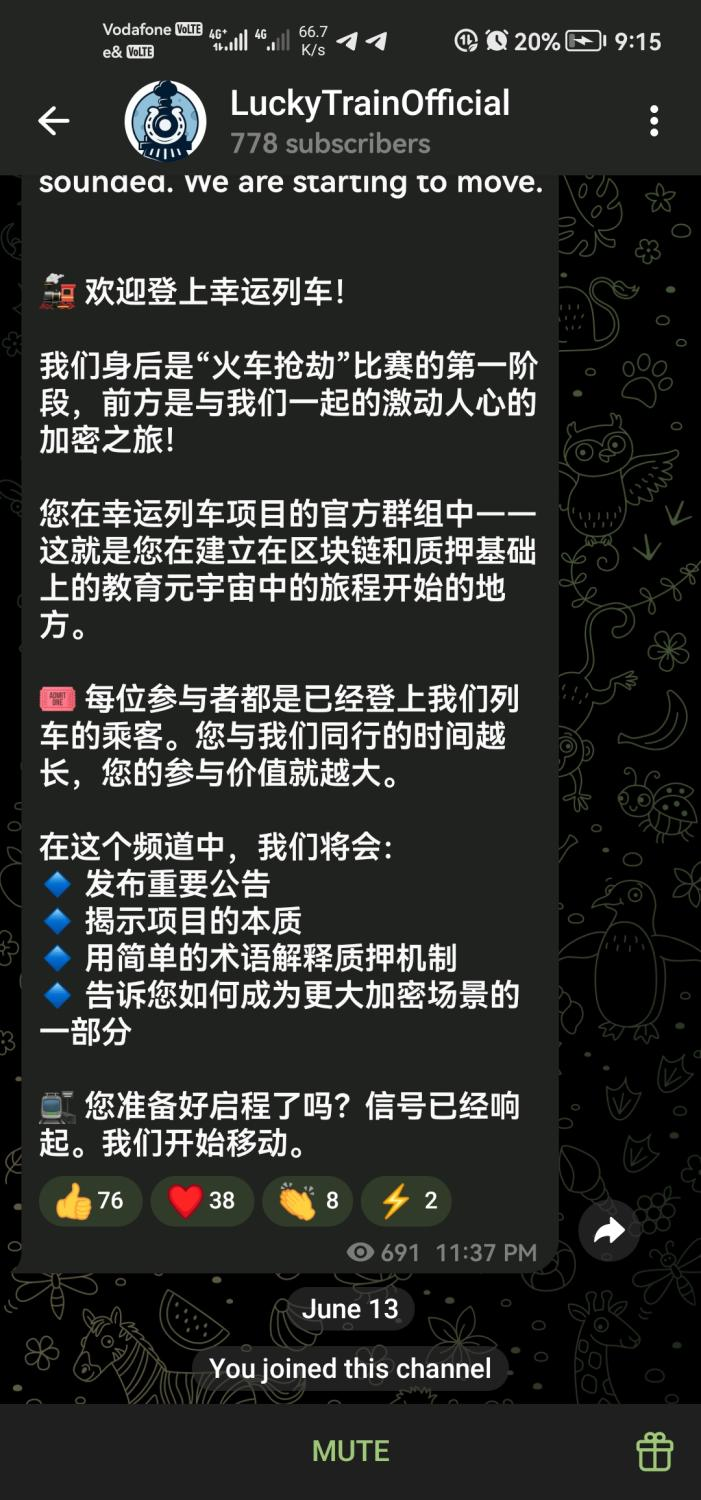 Vodafone VoLTE 4G+ 4G 66.7 20% 9:15
e& VoLTE K/s
LuckyTrainOfficial
778 subscribers
sounded. We are starting to move.
🚂 欢迎登上幸运列车！
我们身后是“火车抢劫”比赛的第一阶
段，前方是与我们一起的激动人心的
加密之旅！
您在幸运列车项目的官方群组中——
这就是您在建立在区块链和质押基础
上的教育元宇宙中的旅程开始的地
方。
🎟 每位参与者都是已经登上我们列
车的乘客。您与我们同行的时间越
长，您的参与价值就越大。
在这个频道中，我们将会：
🔹 发布重要公告
🔹 揭示项目的本质
🔹 用简单的术语解释质押机制
🔹 告诉您如何成为更大加密场景的
一部分
🚉 您准备好启程了吗？信号已经响
起。我们开始移动。
👍 76 ❤️ 38 👏 8 ⚡ 2
691 11:37 PM
June 13
You joined this channel
MUTE